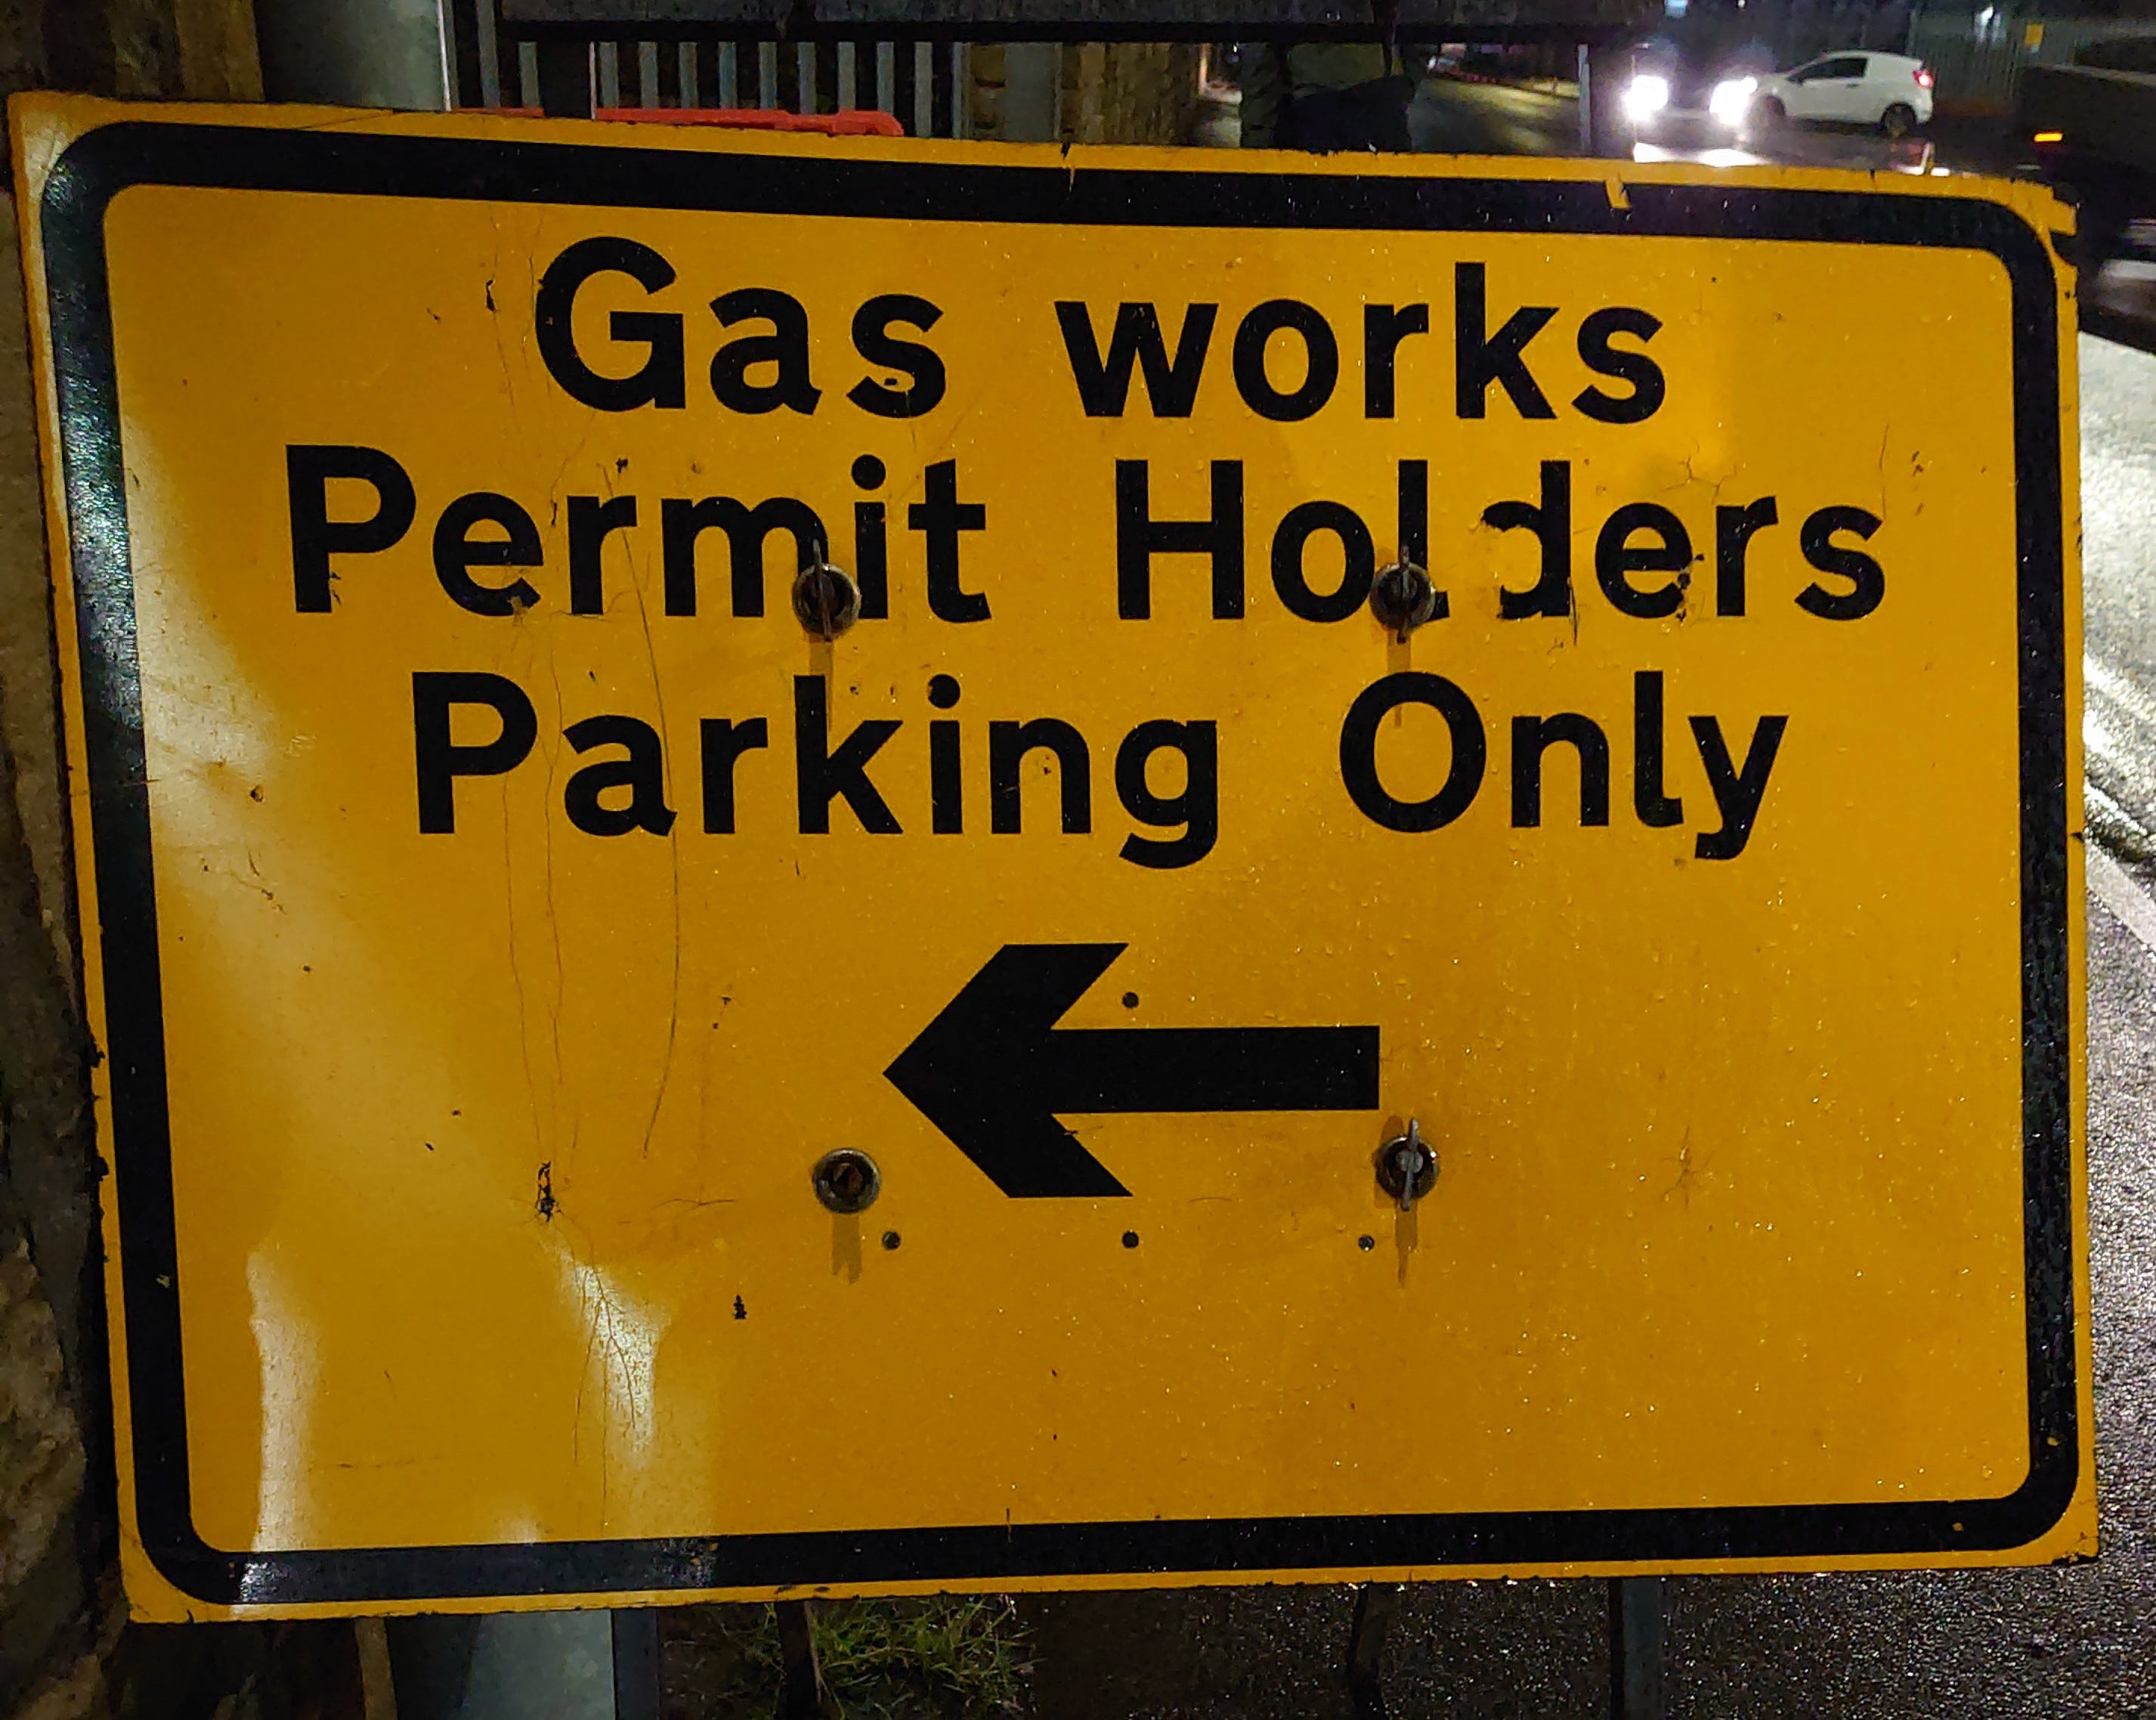 Gas works
Permit Holders
Parking Only